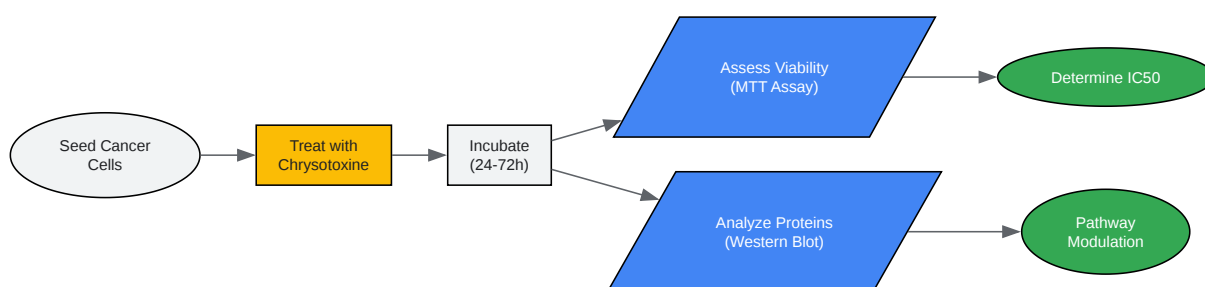 Seed Cancer
Cells
Treat with
Chrysotoxine
Incubate
(24-72h)
Assess Viability
(MTT Assay)
Determine IC50
Analyze Proteins
(Western Blot)
Pathway
Modulation